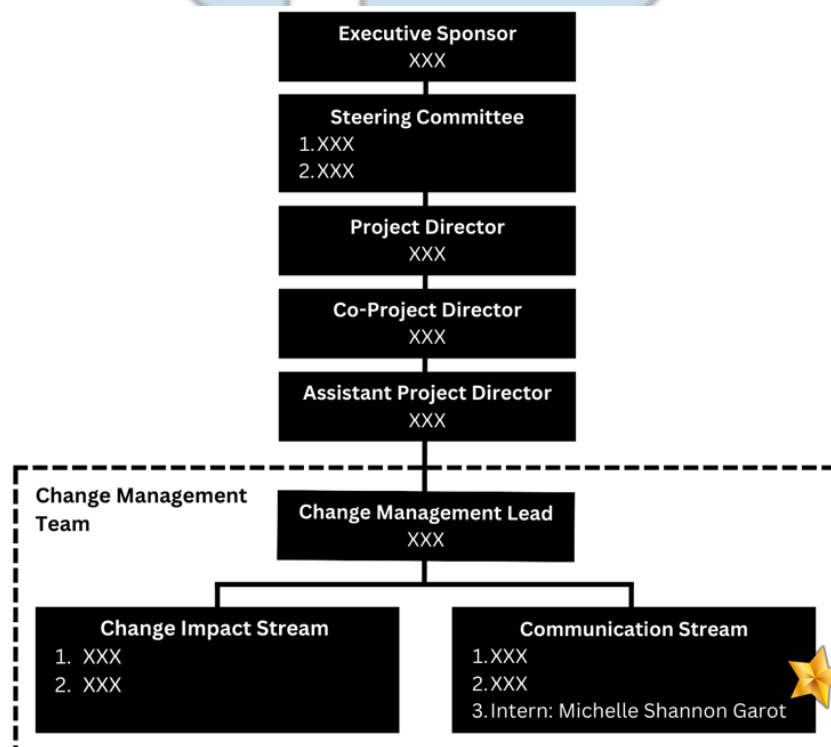 Executive Sponsor
XXX
Steering Committee
1.XXX
2.XXX
Project Director
XXX
Co-Project Director
XXX
Assistant Project Director
XXX
Change Management
Team
Change Management Lead
XXX
Change Impact Stream
1. XXX
2. XXX
Communication Stream
1.XXX
2.XXX
3.Intern: Michelle Shannon Garot